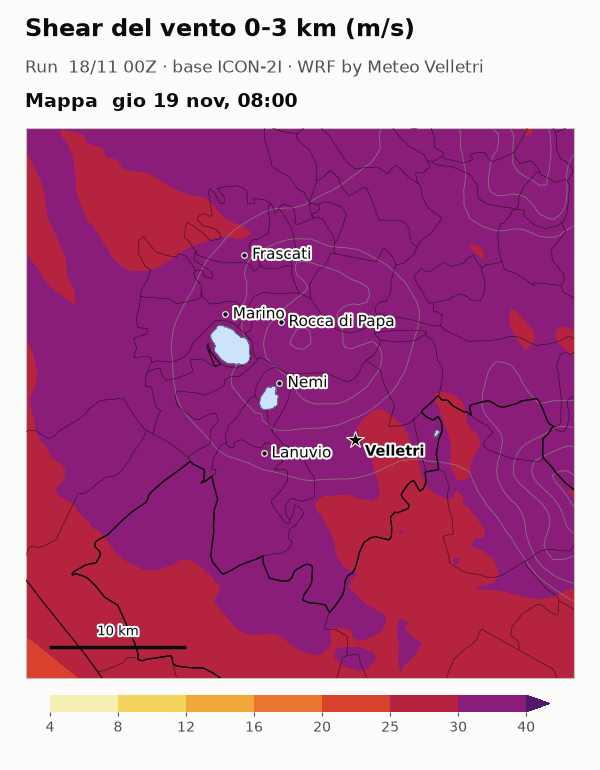 Shear del vento 0-3 km (m/s)
Run  18/11 00Z · base ICON-2I · WRF by Meteo Velletri
Mappa  gio 19 nov, 08:00
Frascati
Marino
Rocca di Papa
Nemi
Velletri
Lanuvio
10 km
4 8 12 16 20 25 30 40